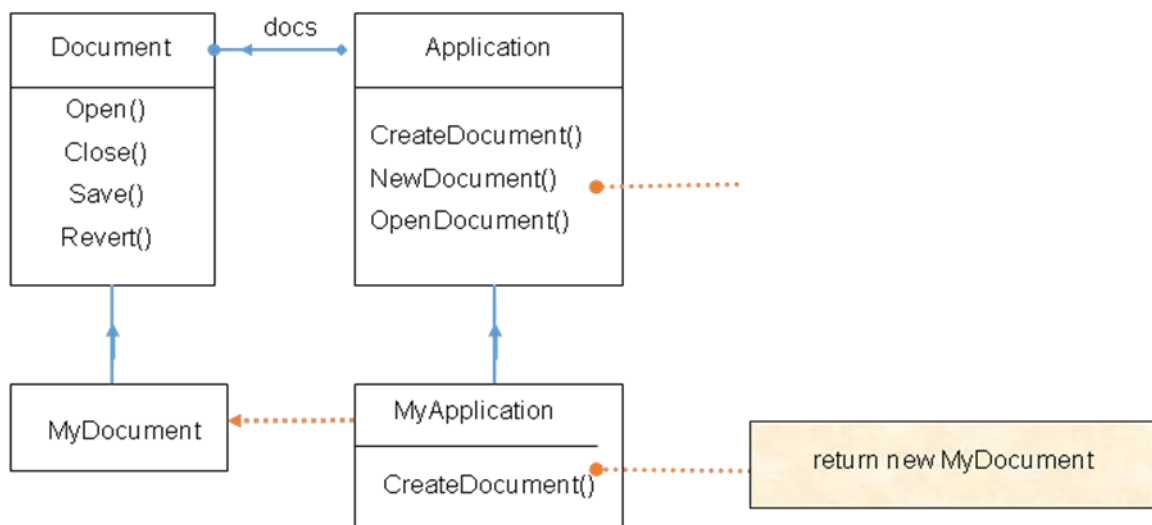 docs
Document
Open()
Close()
Save()
Revert()
Application
CreateDocument()
NewDocument()
OpenDocument()
MyDocument
MyApplication
CreateDocument()
return new MyDocument